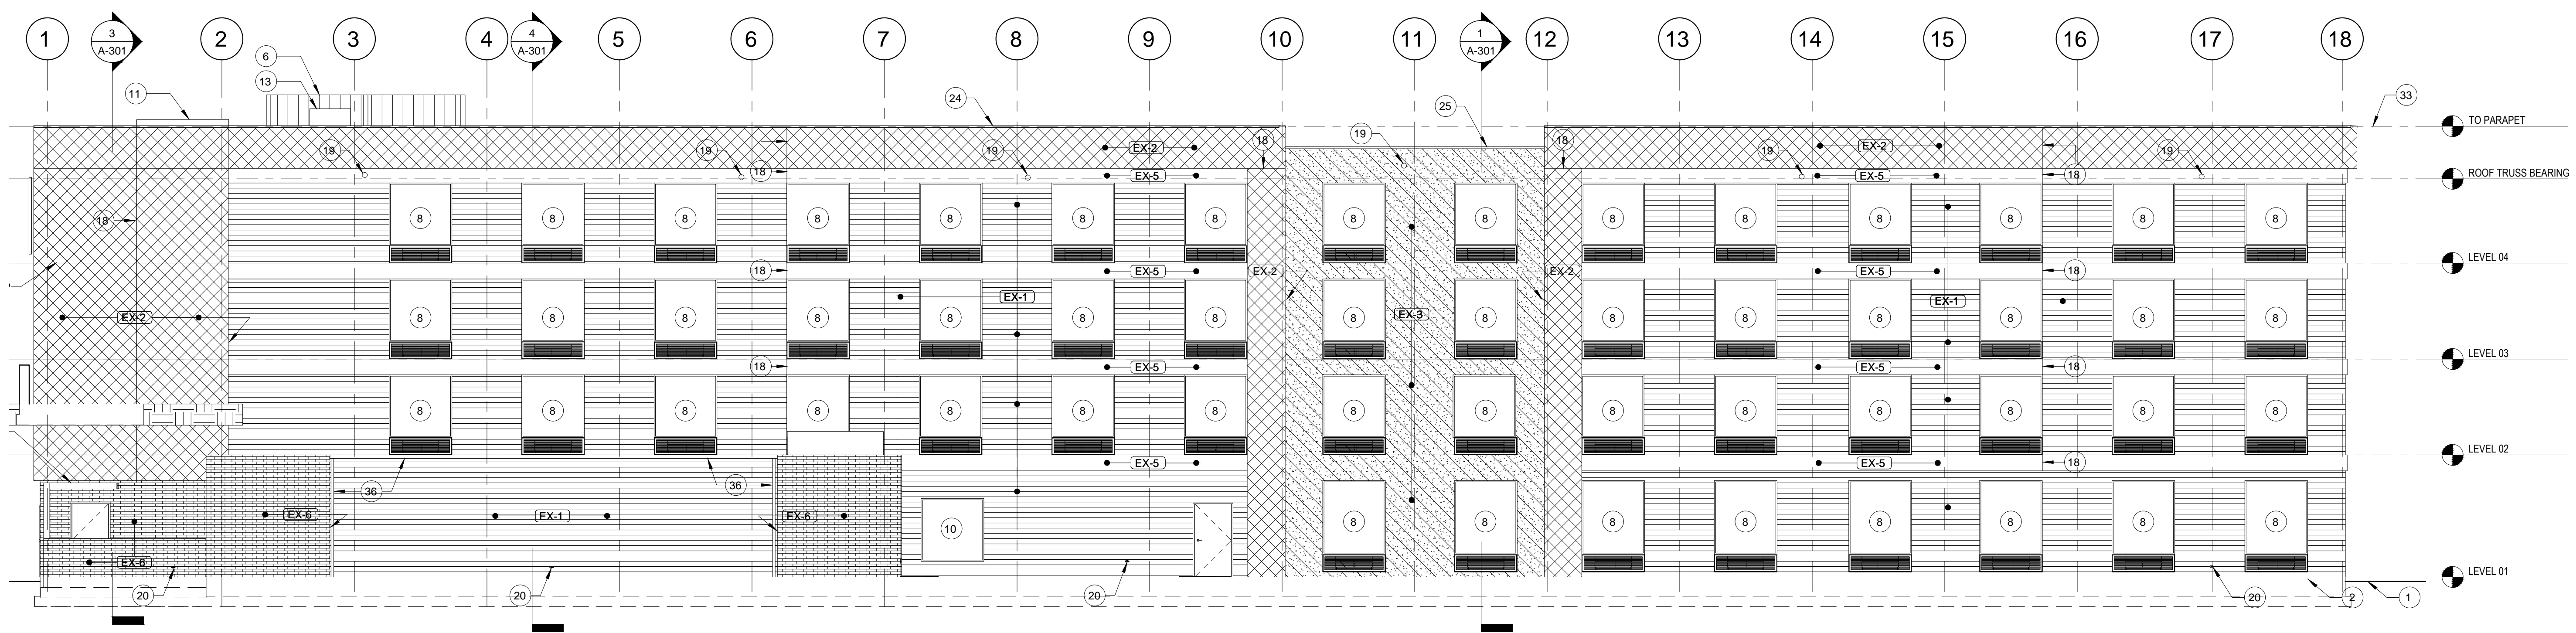 1 2 3 4 5 6 7 8 9 10 11 12 13 14 15 16 17 18
3 4 1
A-301 A-301 A-301
6
13
11 24 25 33
TO PARAPET
19 19 19 18 19 18 19 19
EX-2 EX-2
18 EX-5 EX-5 18
ROOF TRUSS BEARING
18 8 8 8 8 8 8 8 8 8 8 8 8 8 8 8
LEVEL 04
18 EX-5 EX-2 EX-2 EX-5 18
EX-1 EX-1
EX-2 8 8 8 8 8 8 8 8 EX-3 8 8 8 8 8 8 8
LEVEL 03
18 EX-5 EX-5 18
8 8 8 8 8 8 8 8 8 8 8 8 8 8 8
LEVEL 02
EX-5 EX-5 18
36 36
EX-6 EX-1 EX-6 10 8 8 8 8 8 8 8 8
EX-6
LEVEL 01
20 20 20 20 2 1